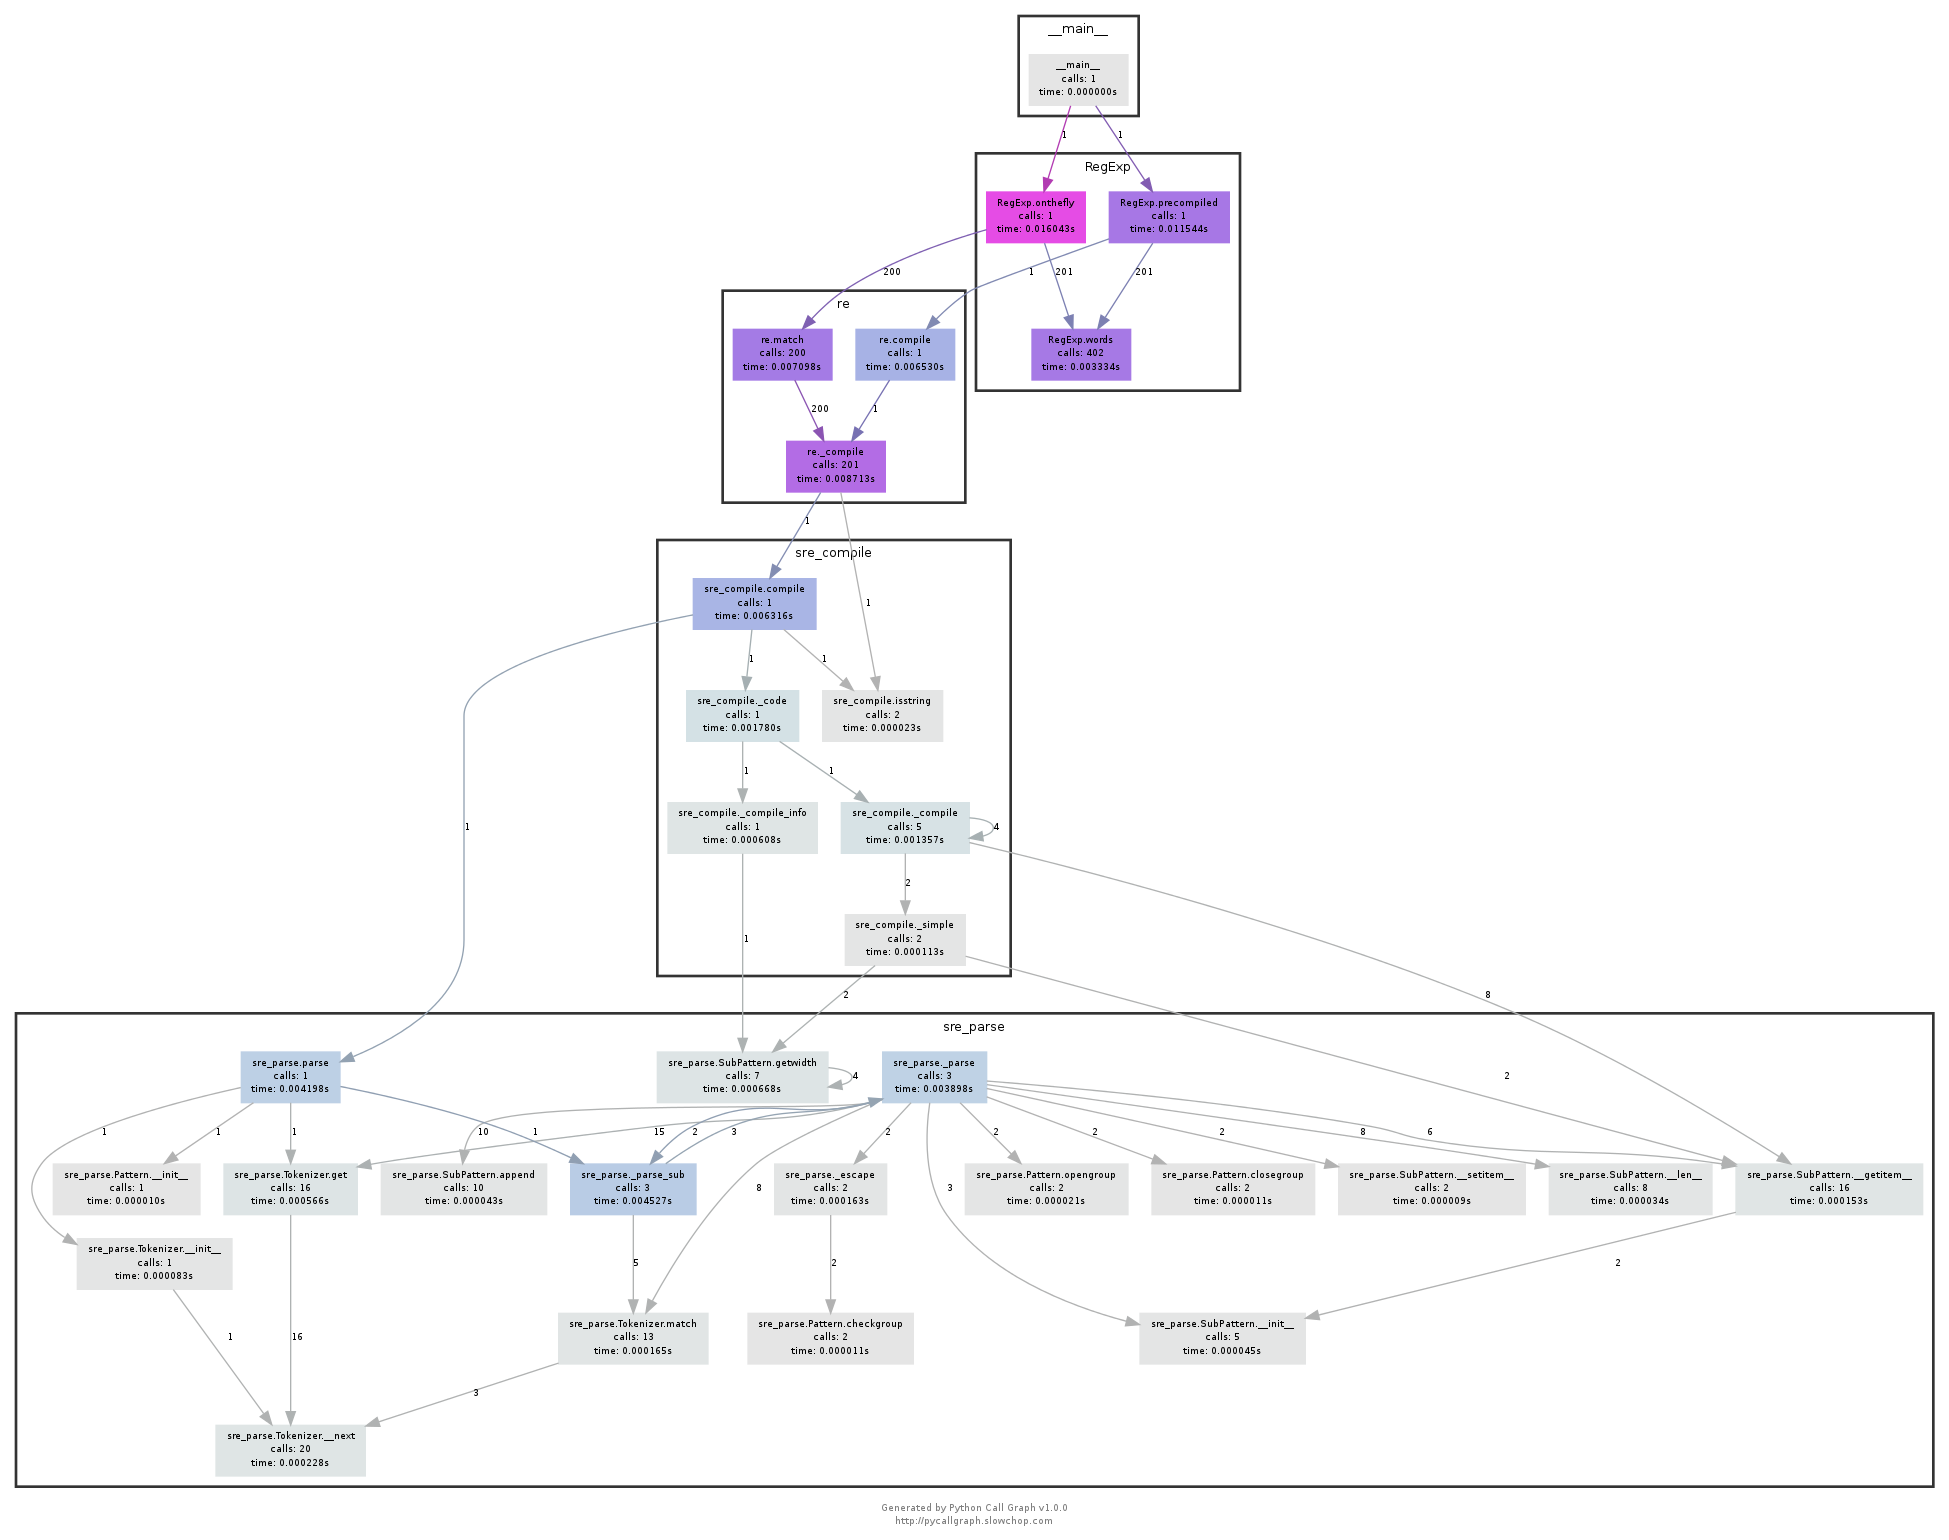 __main__
__main__
calls: 1
time: 0.000000s
1
1
RegExp
RegExp.onthefly
calls: 1
time: 0.016043s
RegExp.precompiled
calls: 1
time: 0.011544s
200
1
201
201
re
re.match
calls: 200
time: 0.007098s
re.compile
calls: 1
time: 0.006530s
RegExp.words
calls: 402
time: 0.003334s
200
1
re._compile
calls: 201
time: 0.008713s
1
sre_compile
sre_compile.compile
calls: 1
time: 0.006316s
1
1
1
sre_compile._code
calls: 1
time: 0.001780s
sre_compile.isstring
calls: 2
time: 0.000023s
1
1
1
sre_compile._compile_info
calls: 1
time: 0.000608s
sre_compile._compile
calls: 5
time: 0.001357s
4
2
sre_compile._simple
calls: 2
time: 0.000113s
1
2
8
sre_parse
sre_parse.parse
calls: 1
time: 0.004198s
sre_parse.SubPattern.getwidth
calls: 7
time: 0.000668s
4
sre_parse._parse
calls: 3
time: 0.003898s
2
1
1
1
10
1
15
2
3
2
2
2
2
8
6
sre_parse.Pattern.__init__
calls: 1
time: 0.000010s
sre_parse.Tokenizer.get
calls: 16
time: 0.000566s
sre_parse.SubPattern.append
calls: 10
time: 0.000043s
sre_parse._parse_sub
calls: 3
time: 0.004527s
8
sre_parse._escape
calls: 2
time: 0.000163s
3
sre_parse.Pattern.opengroup
calls: 2
time: 0.000021s
sre_parse.Pattern.closegroup
calls: 2
time: 0.000011s
sre_parse.SubPattern.__setitem__
calls: 2
time: 0.000009s
sre_parse.SubPattern.__len__
calls: 8
time: 0.000034s
sre_parse.SubPattern.__getitem__
calls: 16
time: 0.000153s
sre_parse.Tokenizer.__init__
calls: 1
time: 0.000083s
5
2
2
1
16
sre_parse.Tokenizer.match
calls: 13
time: 0.000165s
sre_parse.Pattern.checkgroup
calls: 2
time: 0.000011s
sre_parse.SubPattern.__init__
calls: 5
time: 0.000045s
3
sre_parse.Tokenizer.__next
calls: 20
time: 0.000228s
Generated by Python Call Graph v1.0.0
http://pycallgraph.slowchop.com